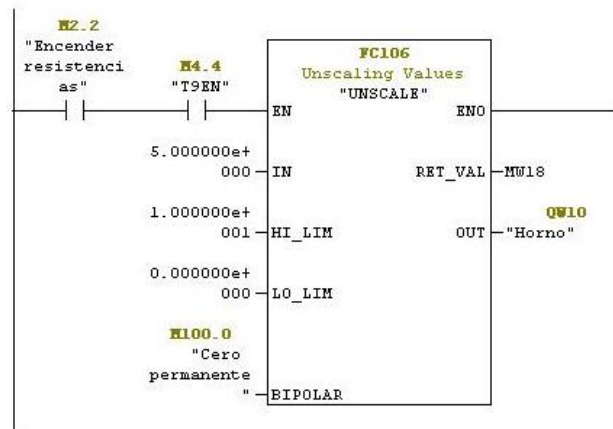 M2.2
"Encender
resistenci
as"
M4.4
"T9EN"
FC106
Unscaling Values
"UNSCALE"
EN
ENO
5.000000e+
000
IN
RET_VAL
MW18
1.000000e+
001
HI_LIM
QW10
OUT
"Horno"
0.000000e+
000
LO_LIM
M100.0
"Cero
permanente
"
BIPOLAR